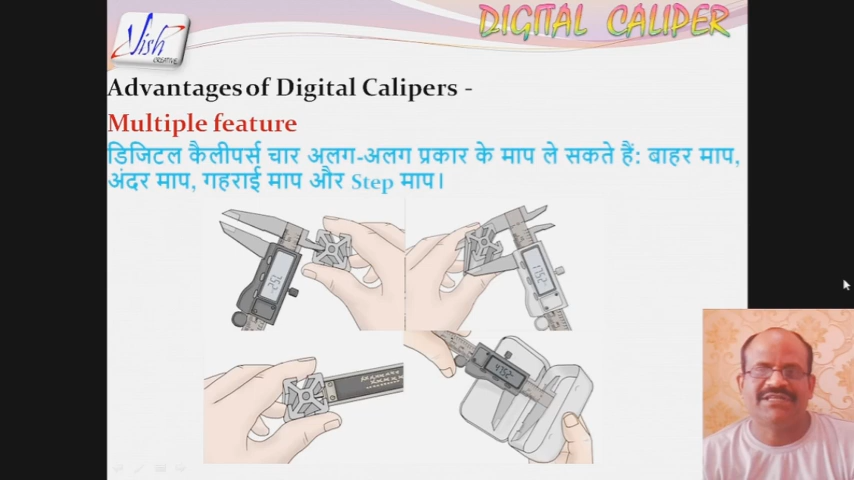 Vish
CREATIVE
DIGITAL CALIPER
Advantages of Digital Calipers -
Multiple feature
डिजिटल कैलीपर्स चार अलग-अलग प्रकार के माप ले सकते हैं: बाहर माप,
अंदर माप, गहराई माप और Step माप।